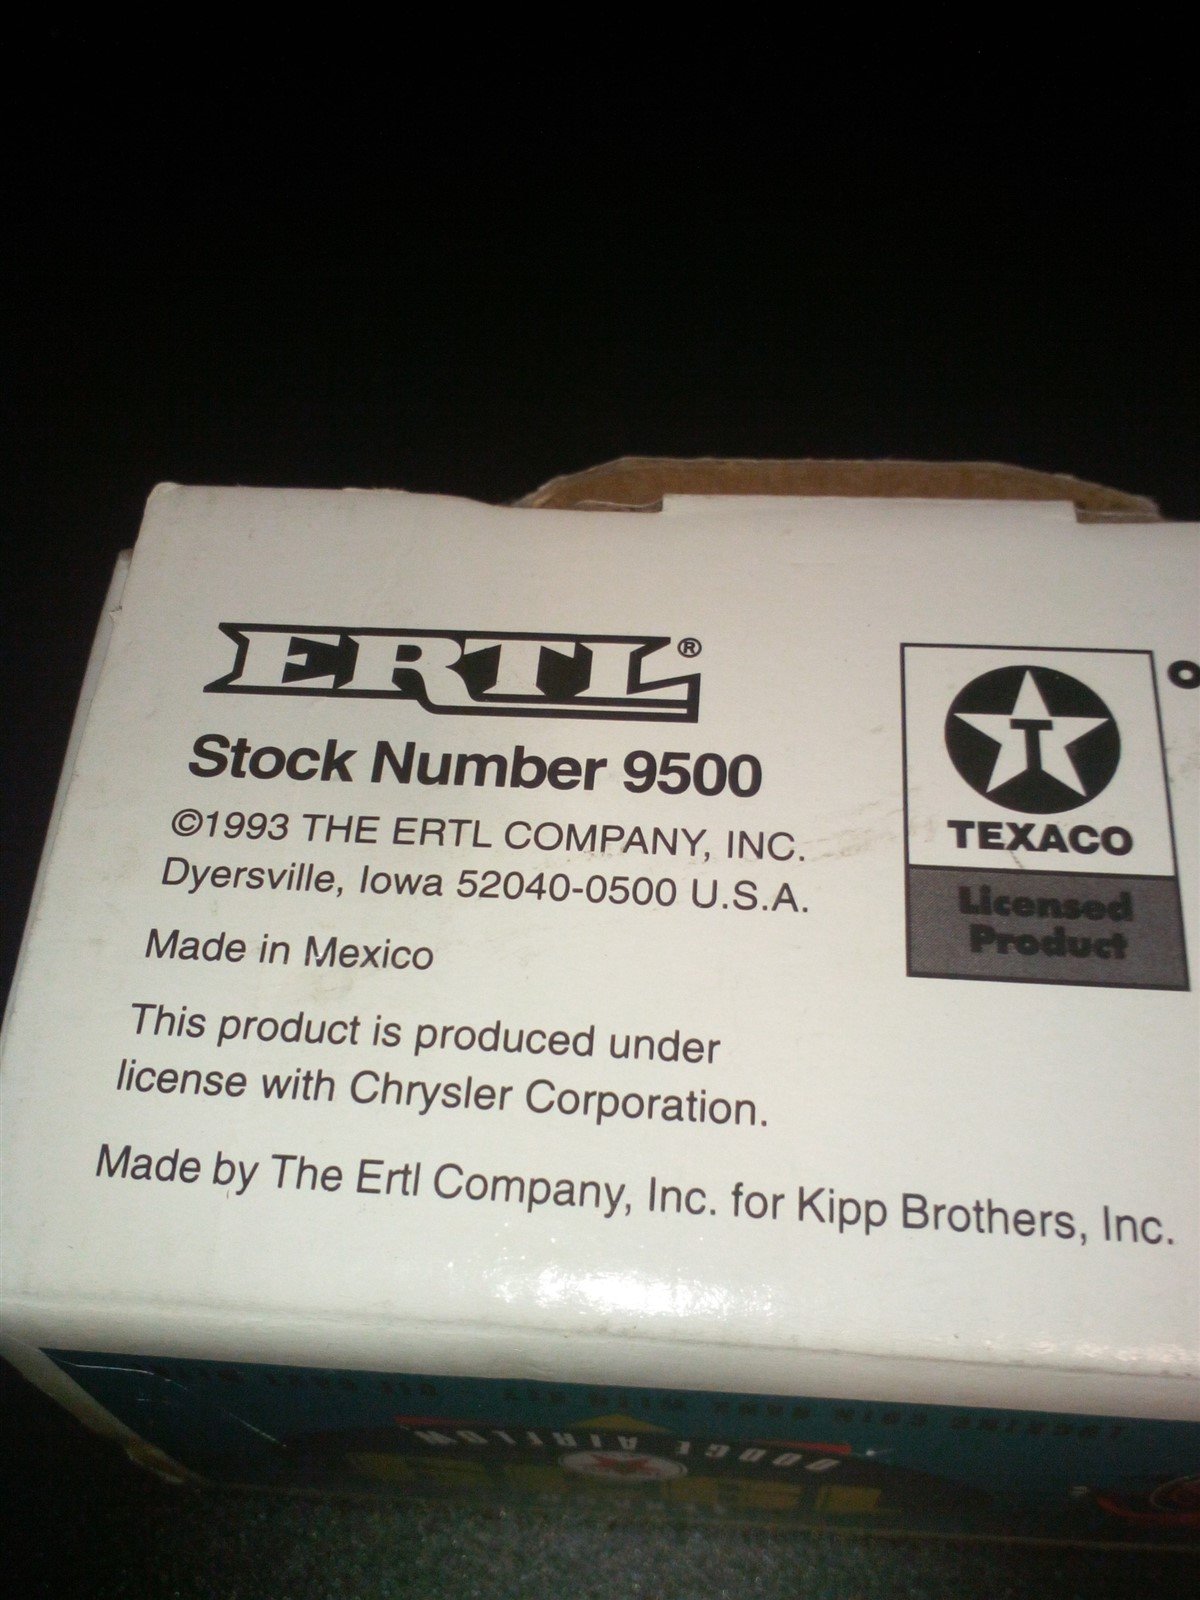 ERTL®
Stock Number 9500
©1993 THE ERTL COMPANY, INC.
Dyersville, Iowa 52040-0500 U.S.A.
Made in Mexico
This product is produced under
license with Chrysler Corporation.
Made by The Ertl Company, Inc. for Kipp Brothers, Inc.
T
TEXACO
Licensed
Product
DODGE AIRFLOW